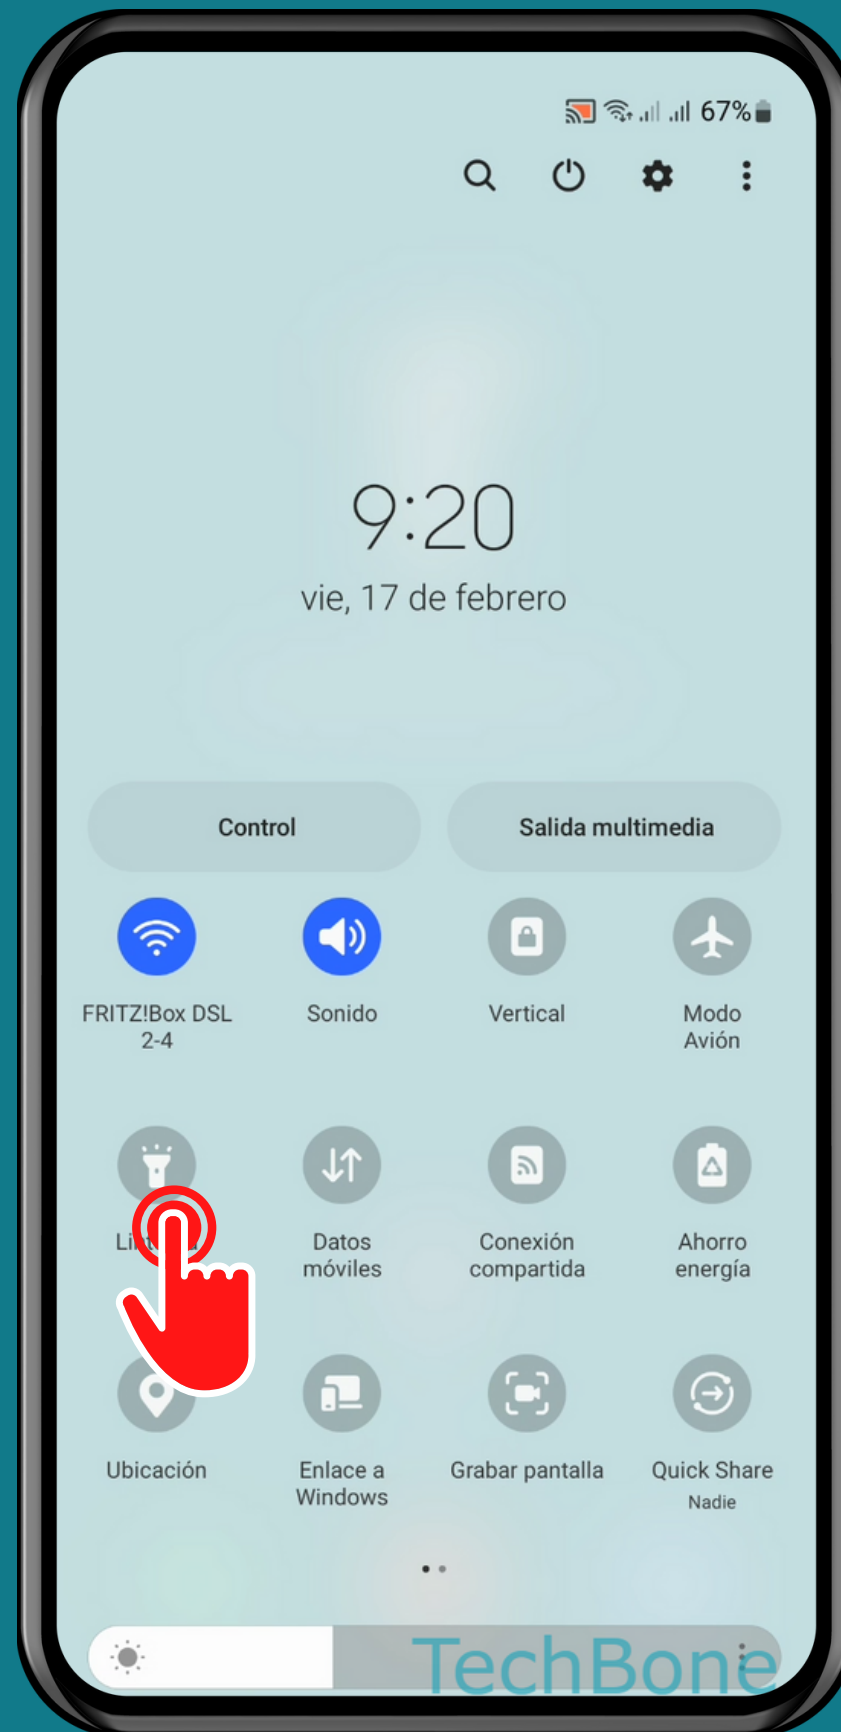 67%
9:20
vie, 17 de febrero
Control
Salida multimedia
FRITZ!Box DSL
2-4
Sonido
Vertical
Modo
Avión
Datos
móviles
Conexión
compartida
Ahorro
energía
Ubicación
Enlace a
Windows
Grabar pantalla
Quick Share
Nadie
TechBone